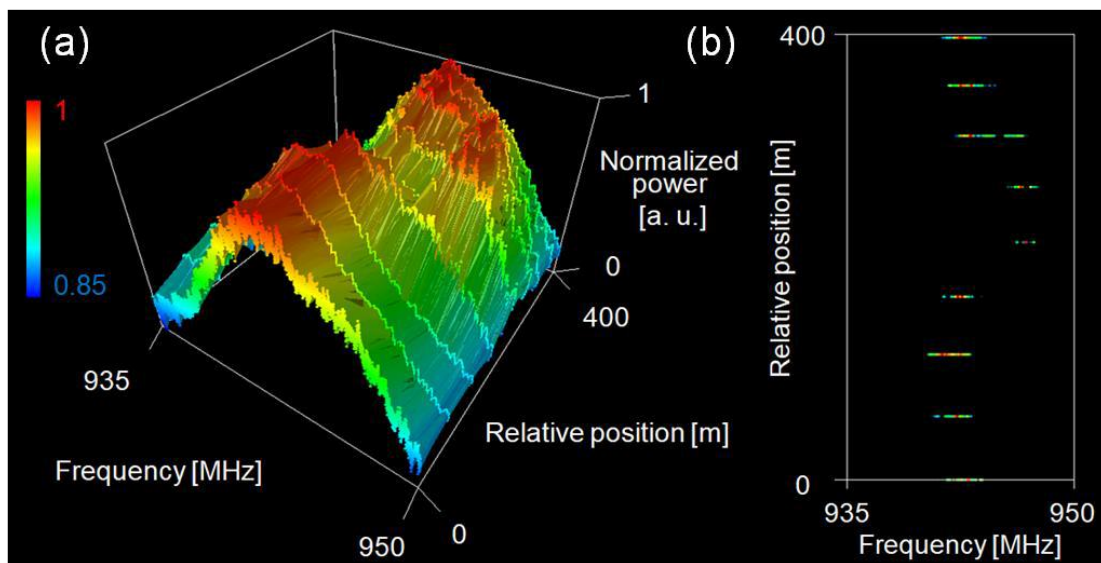 (a)
1
0.85
1
Normalized
power
[a. u.]
0
400
935
Relative position [m]
Frequency [MHz]
950
0
(b)
400
Relative position [m]
0
935
950
Frequency [MHz]